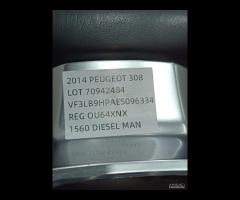 2014 PEUGEOT 308
LOT 70942484
VF3LB9HPAES096334
REG OU64XNX
1560 DIESEL MAN